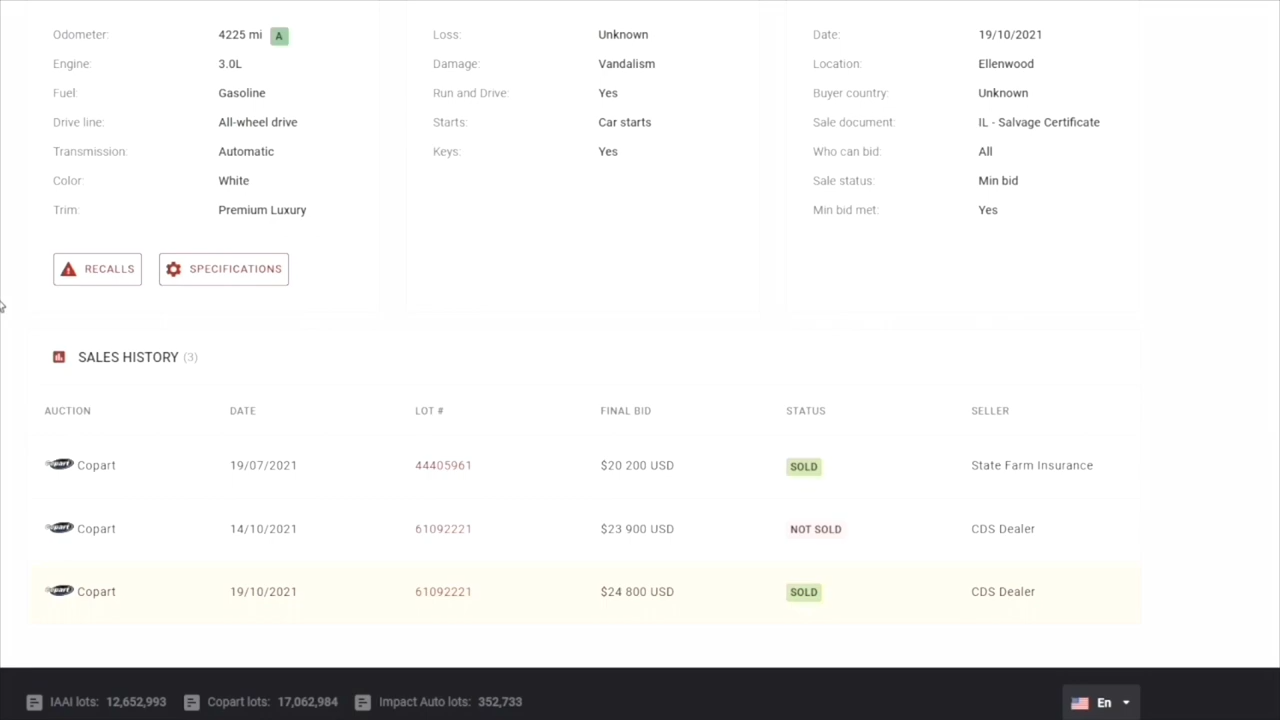 Odometer: 4225 mi A
Engine: 3.0L
Fuel: Gasoline
Drive line: All-wheel drive
Transmission: Automatic
Color: White
Trim: Premium Luxury
RECALLS SPECIFICATIONS
Loss: Unknown
Damage: Vandalism
Run and Drive: Yes
Starts: Car starts
Keys: Yes
Date: 19/10/2021
Location: Ellenwood
Buyer country: Unknown
Sale document: IL - Salvage Certificate
Who can bid: All
Sale status: Min bid
Min bid met: Yes
SALES HISTORY (3)
AUCTION DATE LOT # FINAL BID STATUS SELLER
Copart Copart 19/07/2021 44405961 $20 200 USD SOLD State Farm Insurance
Copart Copart 14/10/2021 61092221 $23 900 USD NOT SOLD CDS Dealer
Copart Copart 19/10/2021 61092221 $24 800 USD SOLD CDS Dealer
IAAI lots: 12,652,993 Copart lots: 17,062,984 Impact Auto lots: 352,733 En